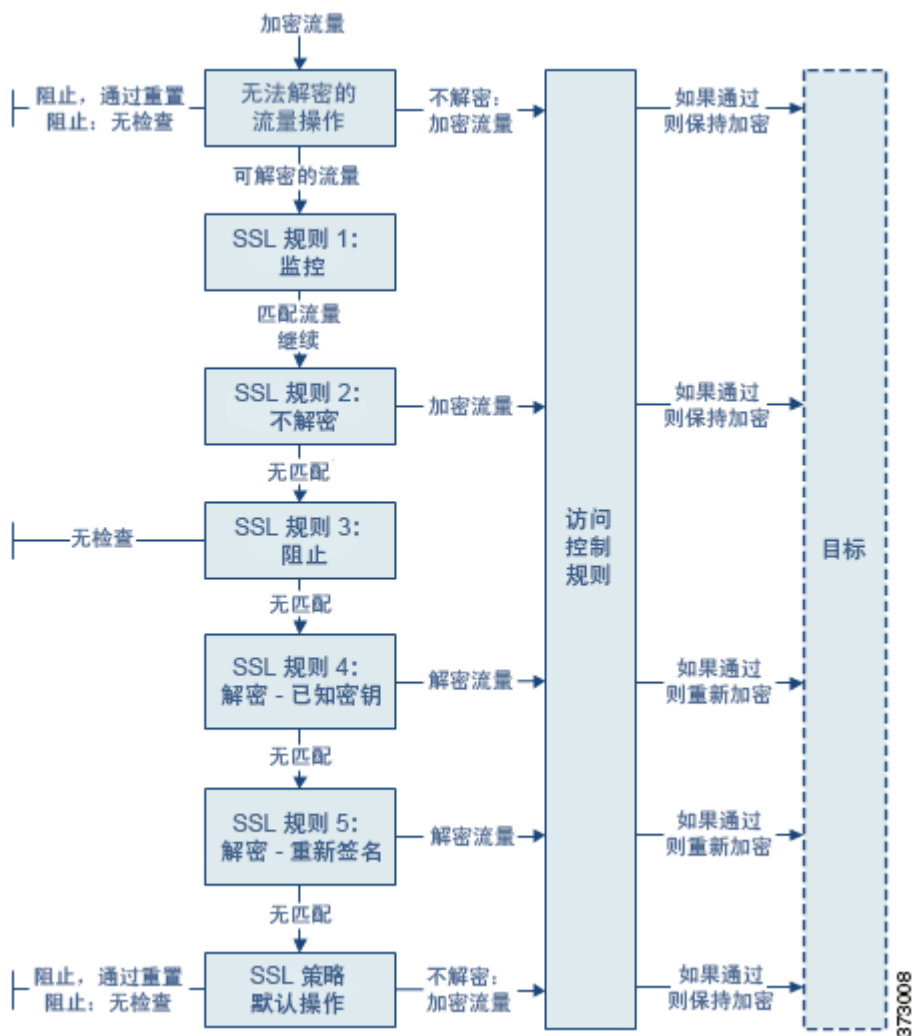 加密流量
阻止，通过重置
阻止：无检查
无法解密的
流量操作
不解密：
加密流量
如果通过
则保持加密
可解密的流量
SSL 规则 1：
监控
匹配流量
继续
SSL 规则 2：
不解密
加密流量
如果通过
则保持加密
无匹配
无检查
SSL 规则 3：
阻止
访问
控制
规则
目标
无匹配
SSL 规则 4：
解密 - 已知密钥
解密流量
如果通过
则重新加密
无匹配
SSL 规则 5：
解密 - 重新签名
解密流量
如果通过
则重新加密
无匹配
阻止，通过重置
阻止：无检查
SSL 策略
默认操作
不解密：
加密流量
如果通过
则保持加密
373008